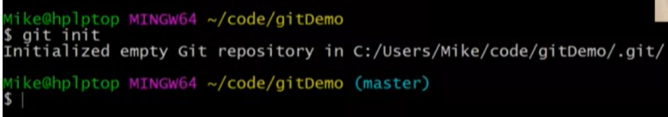 Mike@hplptop MINGW64 ~/code/gitDemo
$ git init
Initialized empty Git repository in C:/Users/Mike/code/gitDemo/.git/
Mike@hplptop MINGW64 ~/code/gitDemo (master)
$